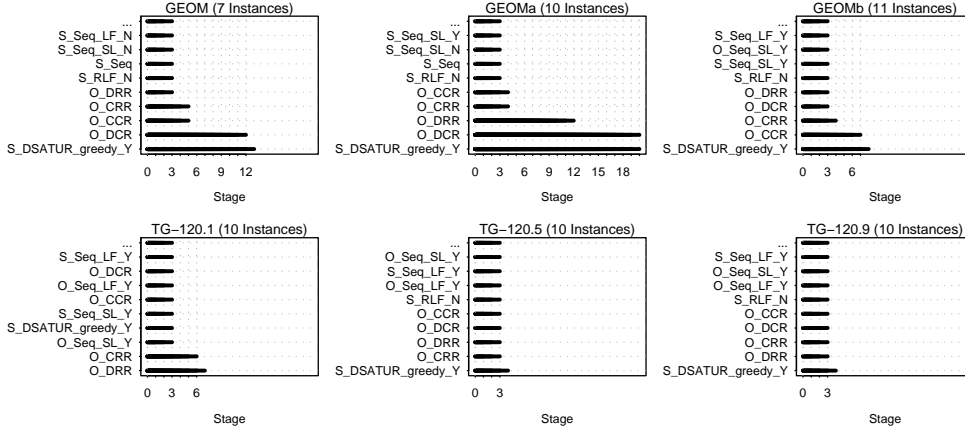 GEOM (7 Instances)
...
S_Seq_LF_N
S_Seq_SL_N
S_Seq
S_RLF_N
O_DRR
O_CRR
O_CCR
O_DCR
S_DSATUR_greedy_Y
0 3 6 9 12
Stage
GEOMa (10 Instances)
...
S_Seq_SL_Y
S_Seq_SL_N
S_Seq
S_RLF_N
O_CCR
O_CRR
O_DRR
O_DCR
S_DSATUR_greedy_Y
0 3 6 9 12 15 18
Stage
GEOMb (11 Instances)
...
S_Seq_LF_Y
O_Seq_SL_Y
S_Seq_SL_Y
S_RLF_N
O_DRR
O_DCR
O_CRR
O_CCR
S_DSATUR_greedy_Y
0 3 6
Stage
TG−120.1 (10 Instances)
...
S_Seq_LF_Y
O_DCR
O_Seq_LF_Y
O_CCR
S_Seq_SL_Y
S_DSATUR_greedy_Y
O_Seq_SL_Y
O_CRR
O_DRR
0 3 6
Stage
TG−120.5 (10 Instances)
...
O_Seq_SL_Y
S_Seq_LF_Y
O_Seq_LF_Y
S_RLF_N
O_CCR
O_DCR
O_DRR
O_CRR
S_DSATUR_greedy_Y
0 3
Stage
TG−120.9 (10 Instances)
...
S_Seq_LF_Y
O_Seq_SL_Y
O_Seq_LF_Y
S_RLF_N
O_CCR
O_DCR
O_CRR
O_DRR
S_DSATUR_greedy_Y
0 3
Stage